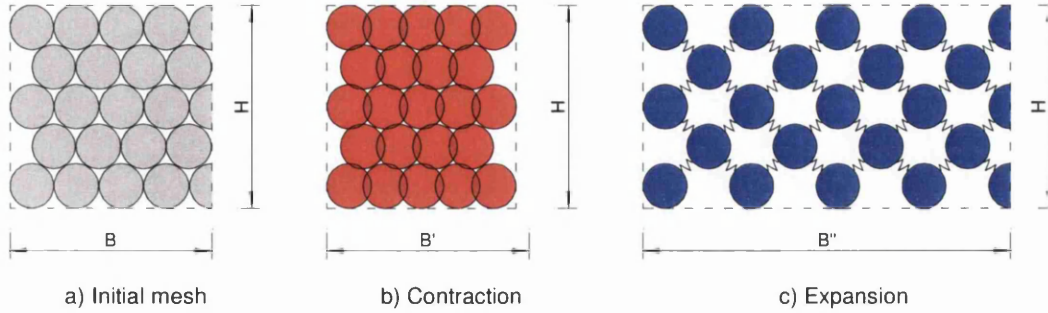 H
H
H
B
B'
B"
a) Initial mesh
b) Contraction
c) Expansion